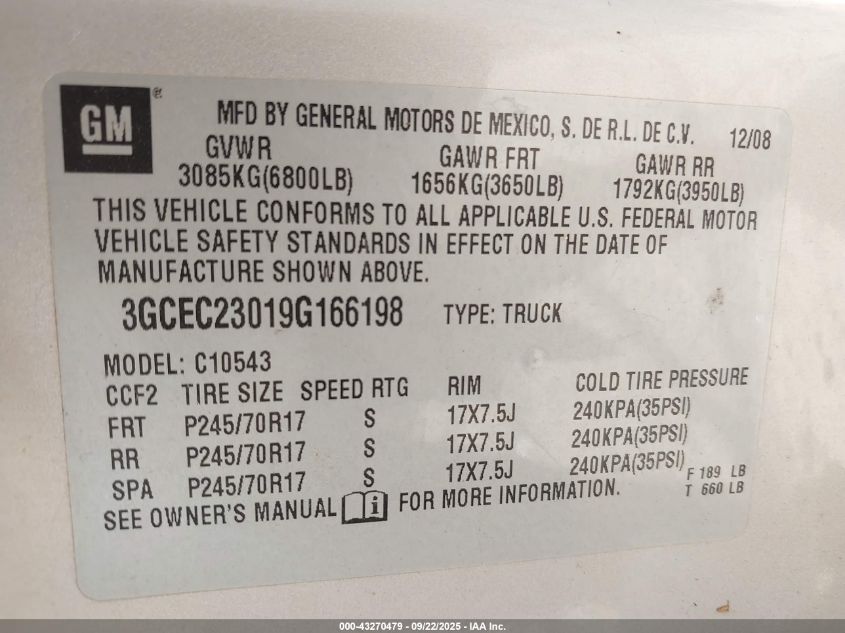 GM ® MFD BY GENERAL MOTORS DE MEXICO, S. DE R.L. DE C.V. 12/08
GVWR GAWR FRT GAWR RR
3085KG(6800LB) 1656KG(3650LB) 1792KG(3950LB)
THIS VEHICLE CONFORMS TO ALL APPLICABLE U.S. FEDERAL MOTOR
VEHICLE SAFETY STANDARDS IN EFFECT ON THE DATE OF
MANUFACTURE SHOWN ABOVE.
3GCEC23019G166198 TYPE: TRUCK
MODEL: C10543
CCF2 TIRE SIZE SPEED RTG RIM COLD TIRE PRESSURE
FRT P245/70R17 S 17X7.5J 240KPA(35PSI)
RR P245/70R17 S 17X7.5J 240KPA(35PSI)
SPA P245/70R17 S 17X7.5J 240KPA(35PSI) F 189 LB
T 660 LB
SEE OWNER'S MANUAL i FOR MORE INFORMATION.
000-43270479 - 09/22/2025 - IAA Inc.